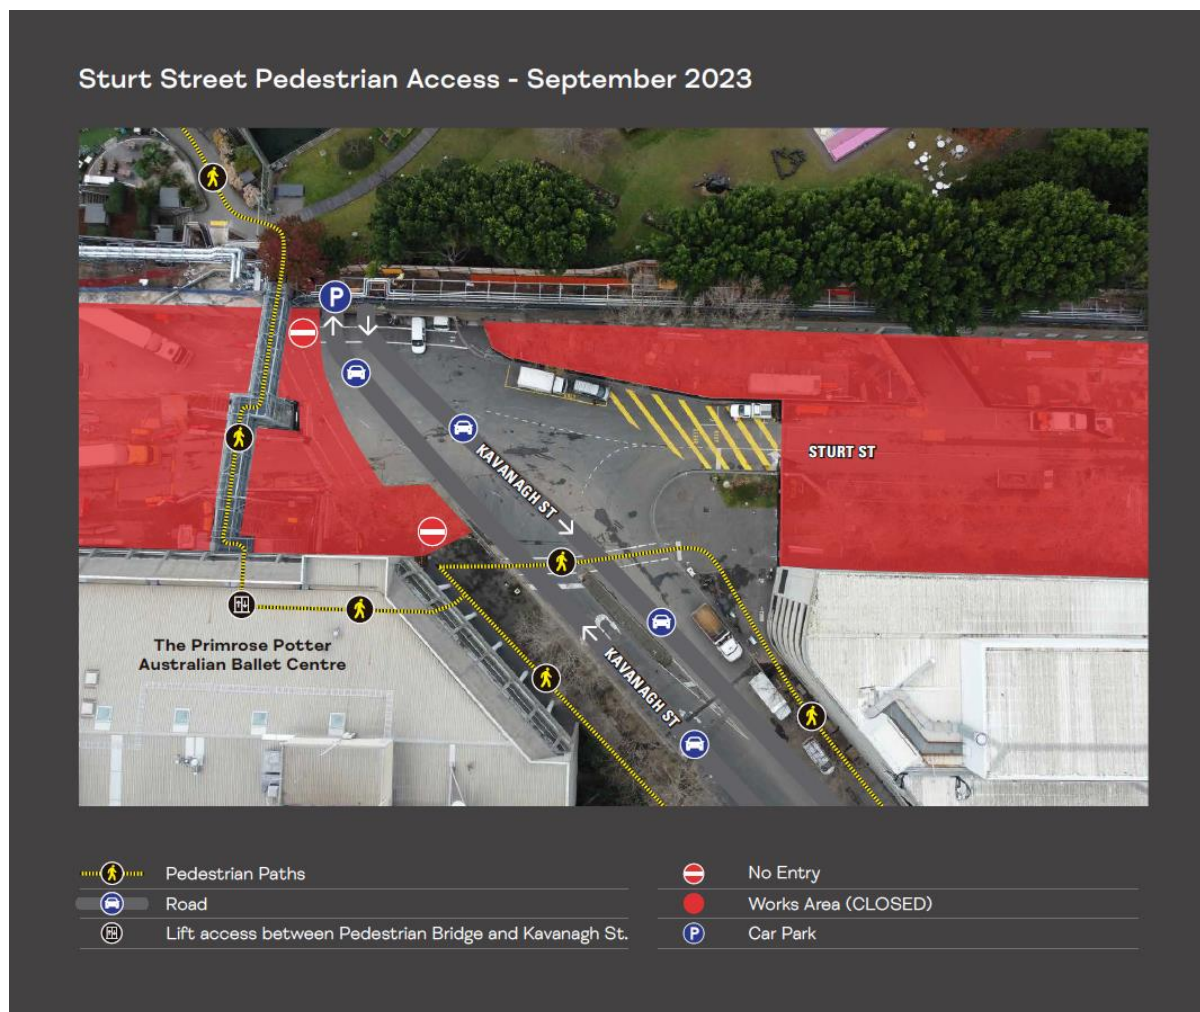 Sturt Street Pedestrian Access - September 2023
P
KAVANAGH ST
STURT ST
The Primrose Potter
Australian Ballet Centre
KAVANAGH ST
Pedestrian Paths
Road
Lift access between Pedestrian Bridge and Kavanagh St.
No Entry
Works Area (CLOSED)
P
Car Park